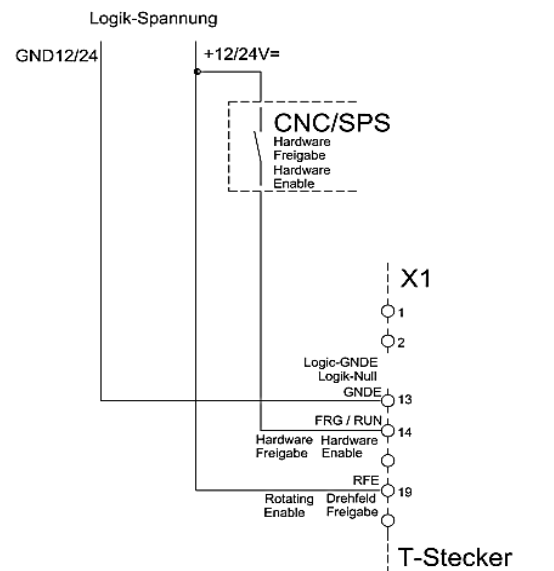 Logik-Spannung
GND12/24
+12/24V=
CNC/SPS
Hardware
Freigabe
Hardware
Enable
X1
1
2
Logic-GNDE
Logik-Null
GNDE
13
FRG / RUN
14
Hardware Hardware
Freigabe Enable
RFE
19
Rotating Drehfeld
Enable Freigabe
T-Stecker